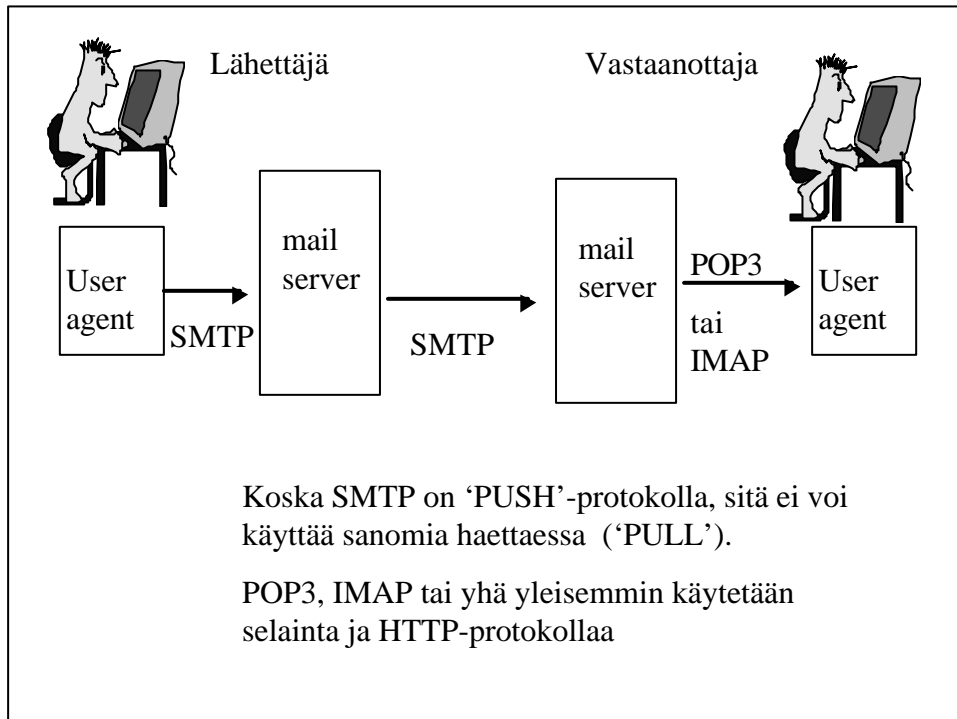 Lähettäjä
Vastaanottaja
User
agent
SMTP
mail
server
SMTP
mail
server
POP3
tai
IMAP
User
agent
Koska SMTP on ‘PUSH’-protokolla, sitä ei voi
käyttää sanomia haettaessa (‘PULL’).
POP3, IMAP tai yhä yleisemmin käytetään
selainta ja HTTP-protokollaa